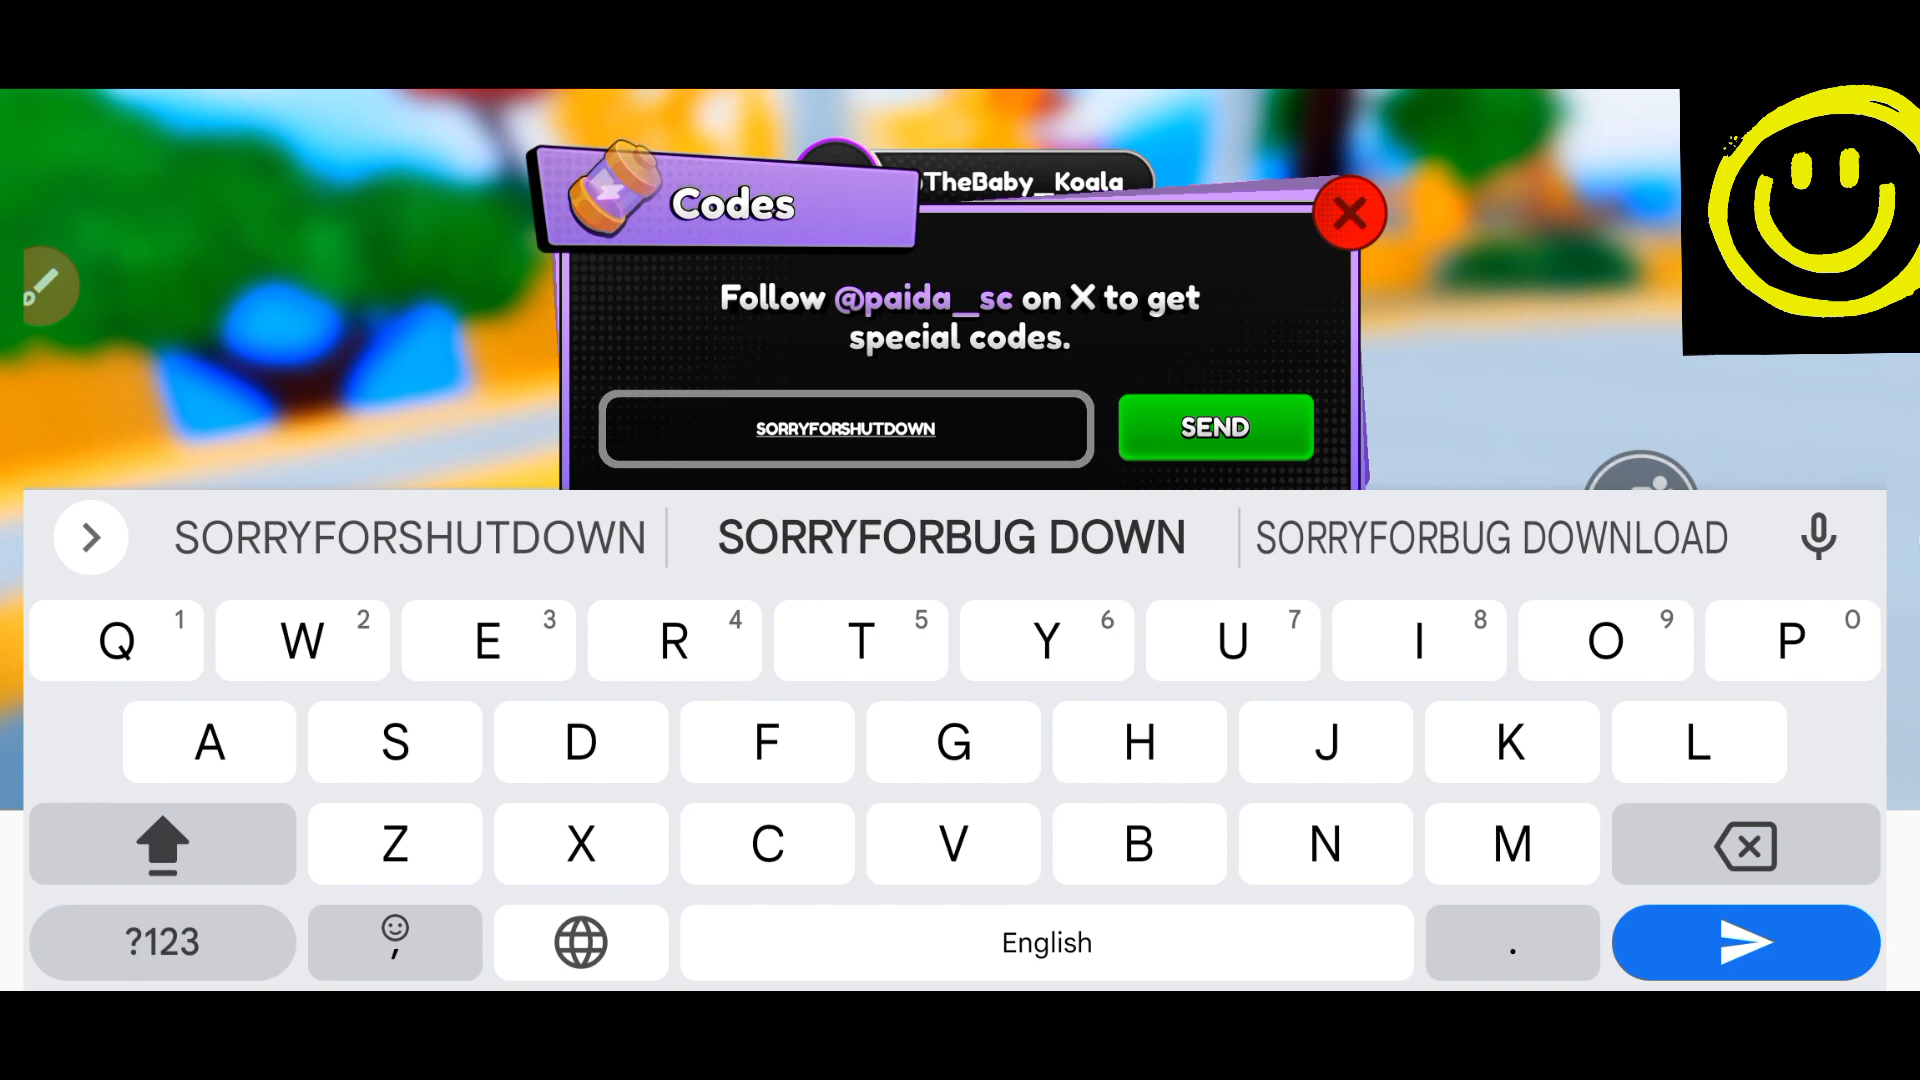 @TheBaby_Koala
Codes
Follow @paida_sc on X to get
special codes.
SORRYFORSHUTDOWN
SEND
SORRYFORSHUTDOWN SORRYFORBUG DOWN SORRYFORBUG DOWNLOAD
Q 1 W 2 E 3 R 4 T 5 Y 6 U 7 I 8 O 9 P 0
A S D F G H J K L
Z X C V B N M
?123 , English .